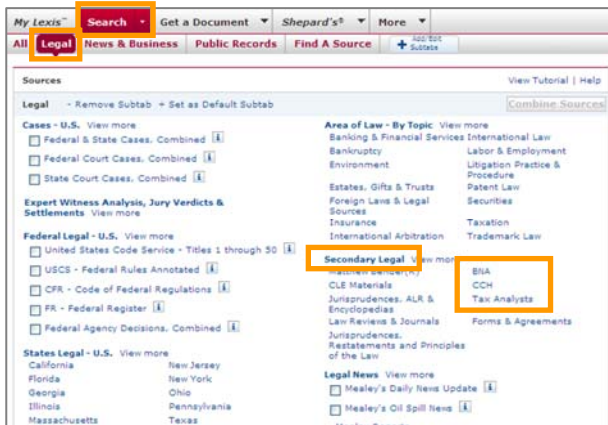 My Lexis™ Search Get a Document Shepard's® More
All Legal News & Business Public Records Find A Source + Add/Edit Subtabs
Sources View Tutorial | Help
Legal - Remove Subtab + Set as Default Subtab Combine Sources
Cases - U.S. View more
Federal & State Cases, Combined i
Federal Court Cases, Combined i
State Court Cases, Combined i
Expert Witness Analysis, Jury Verdicts &
Settlements View more
Federal Legal - U.S. View more
United States Code Service - Titles 1 through 50 i
USCS - Federal Rules Annotated i
CFR - Code of Federal Regulations i
FR - Federal Register i
Federal Agency Decisions, Combined i
States Legal - U.S. View more
California New Jersey
Florida New York
Georgia Ohio
Illinois Pennsylvania
Massachusetts Texas
Area of Law - By Topic View more
Banking & Financial Services International Law
Bankruptcy Labor & Employment
Environment Litigation Practice &
Procedure
Estates, Gifts & Trusts Patent Law
Foreign Laws & Legal Securities
Sources
Insurance Taxation
International Arbitration Trademark Law
Secondary Legal View more
Matthew Bender(R) BNA
CLE Materials CCH
Jurisprudences, ALR & Tax Analysts
Encyclopedias
Law Reviews & Journals Forms & Agreements
Jurisprudences,
Restatements and Principles
of the Law
Legal News View more
Mealey's Daily News Update i
Mealey's Oil Spill News i
Mealey Reports